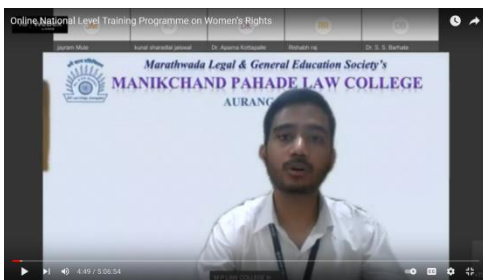 Online National Level Training Programme on Women's Rights
jayram Mule kunal sharadlal jaiswal Dr. Aparna Kottapalle Rishabh raj Dr. S. S. Barhate
Marathwada Legal & General Education Society's
MANIKCHAND PAHADE LAW COLLEGE
AURANG
M P LAW COLLEGE
4:49 / 5:06:54